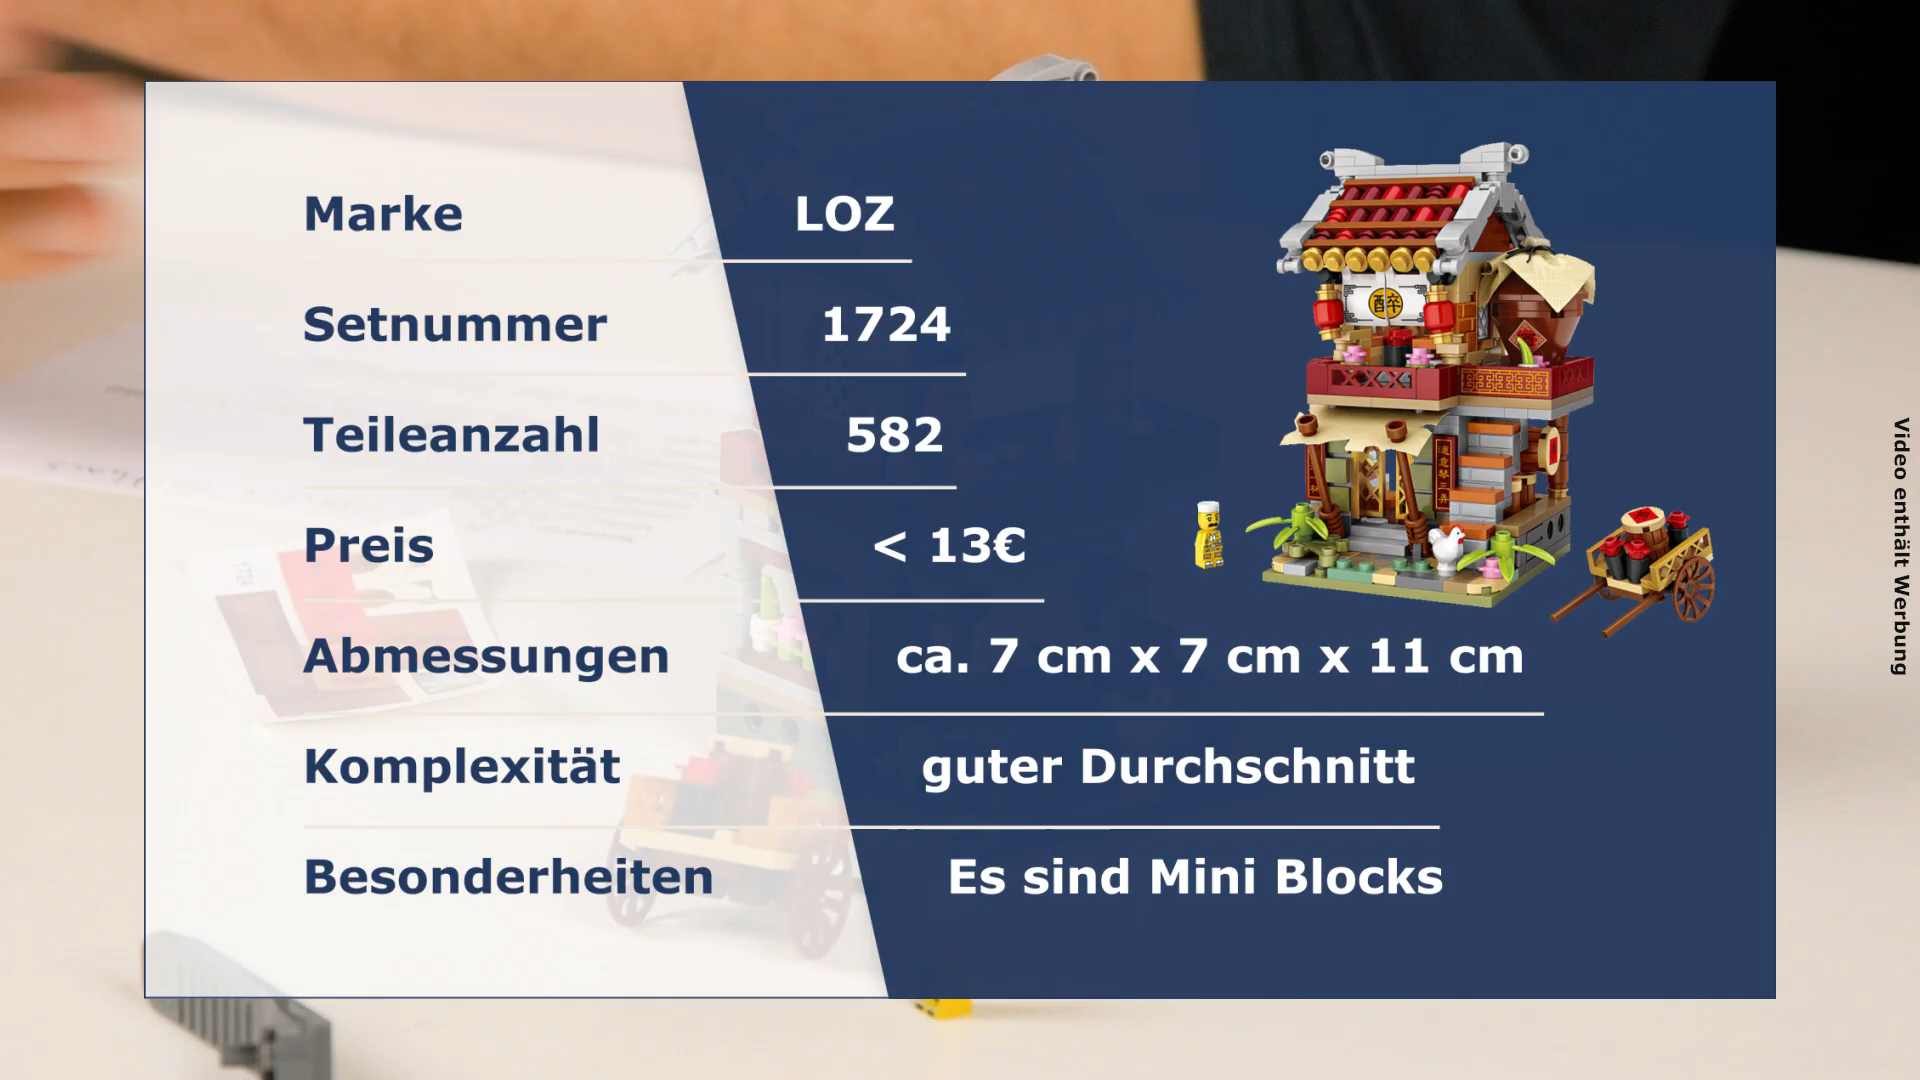 Marke LOZ
Setnummer 1724
Teileanzahl 582
Preis < 13€
Abmessungen ca. 7 cm x 7 cm x 11 cm
Komplexität guter Durchschnitt
Besonderheiten Es sind Mini Blocks
Video enthält Werbung
醉